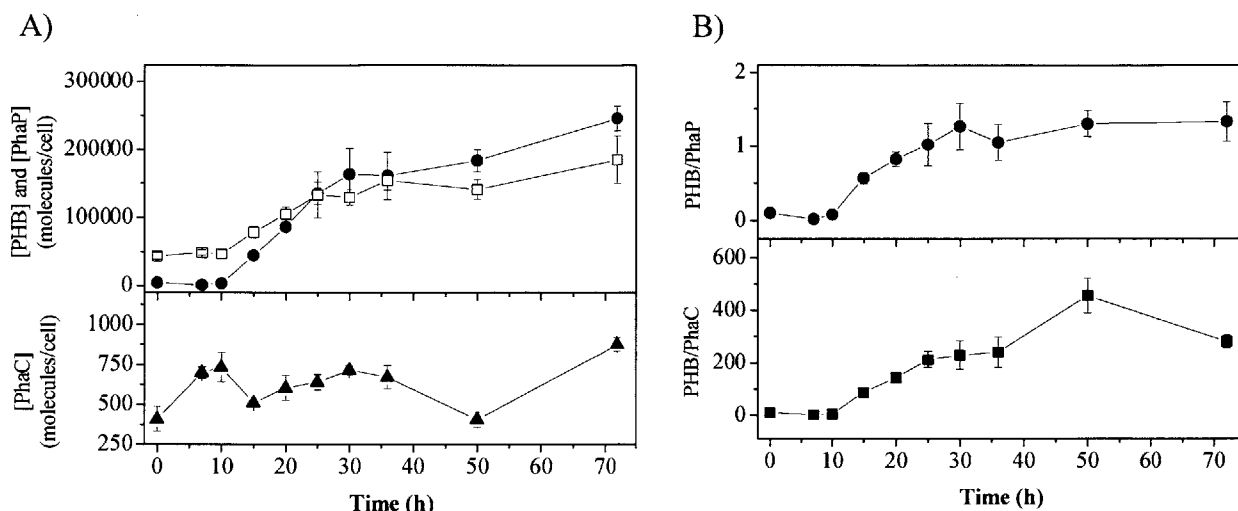 A)
[PHB] and [PhaP]
(molecules/cell)
300000
200000
100000
0
[PhaC]
(molecules/cell)
1000
750
500
250
0 10 20 30 40 50 60 70
Time (h)
B)
PHB/PhaP
2
1
0
PHB/PhaC
600
400
200
0
0 10 20 30 40 50 60 70
Time (h)